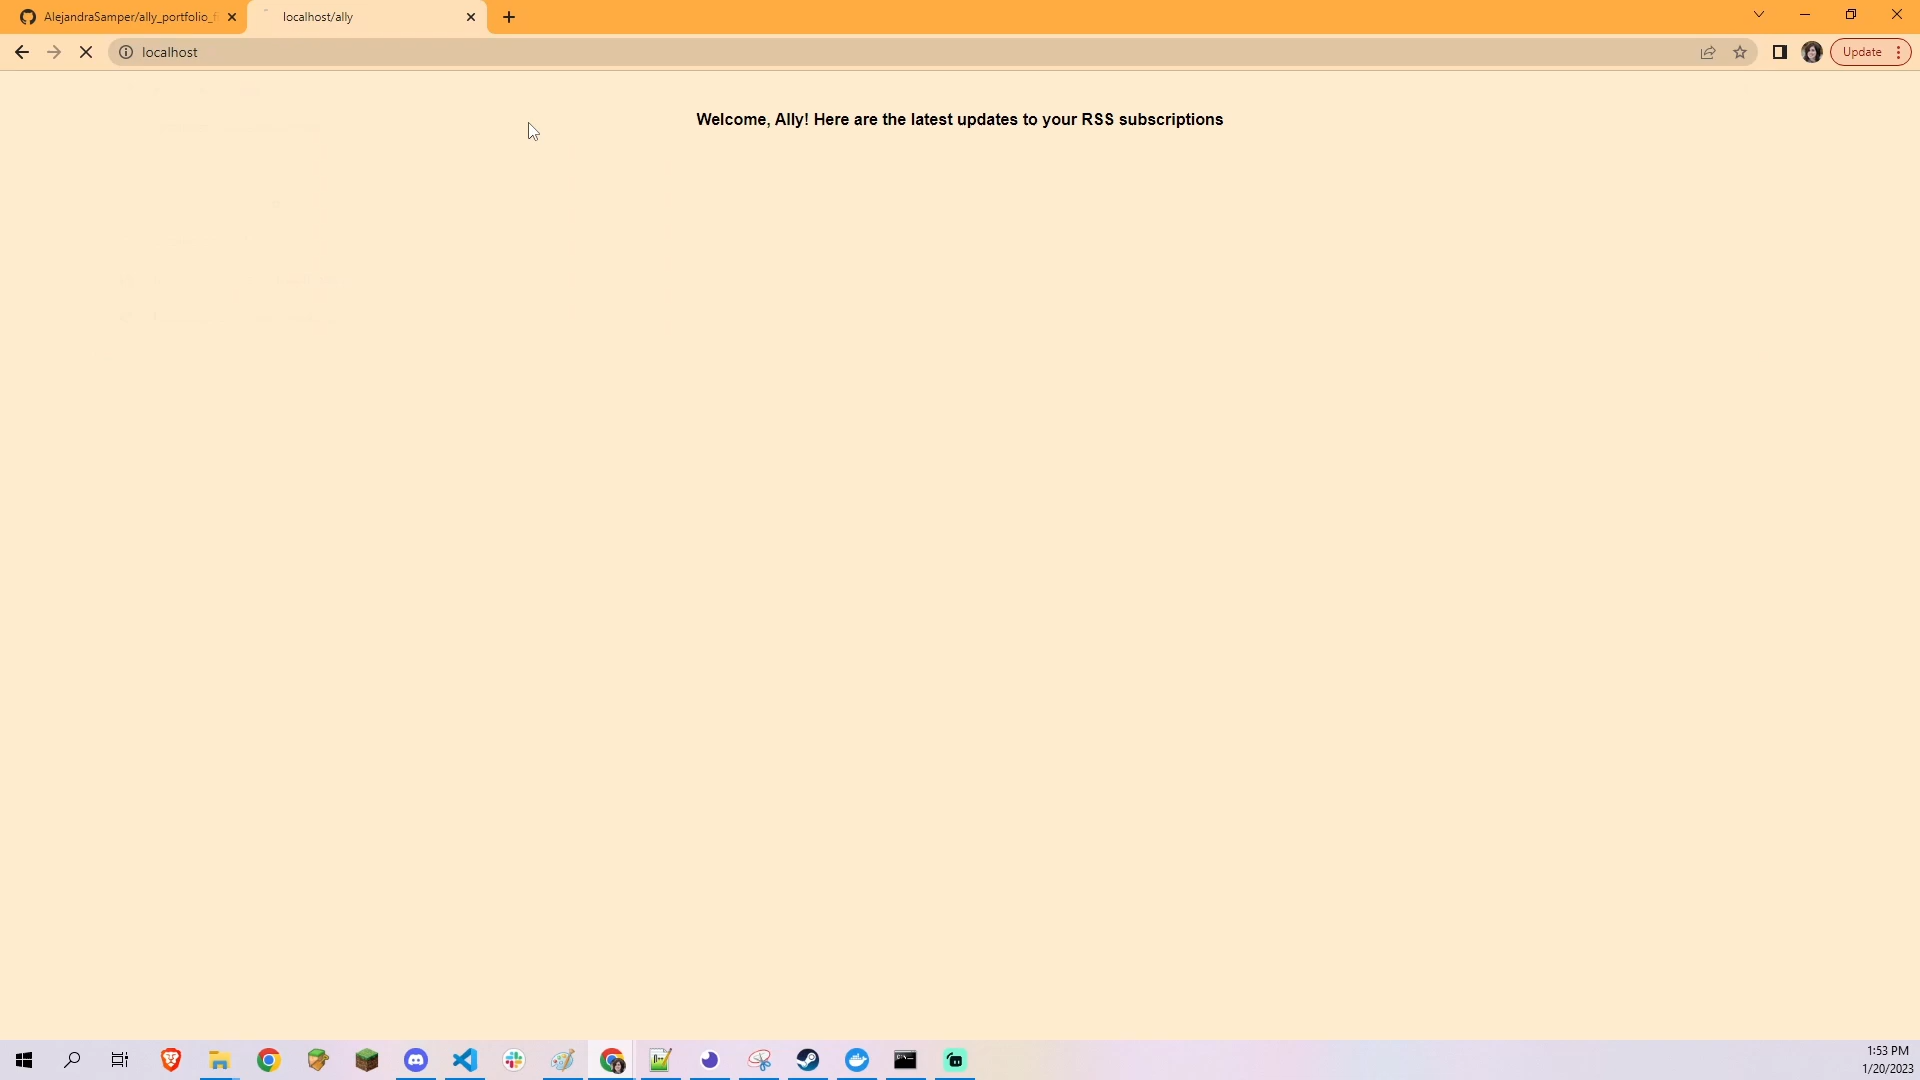 AlejandraSamper/ally_portfolio_f
localhost/ally
localhost
Update
Welcome, Ally! Here are the latest updates to your RSS subscriptions
1:53 PM
1/20/2023